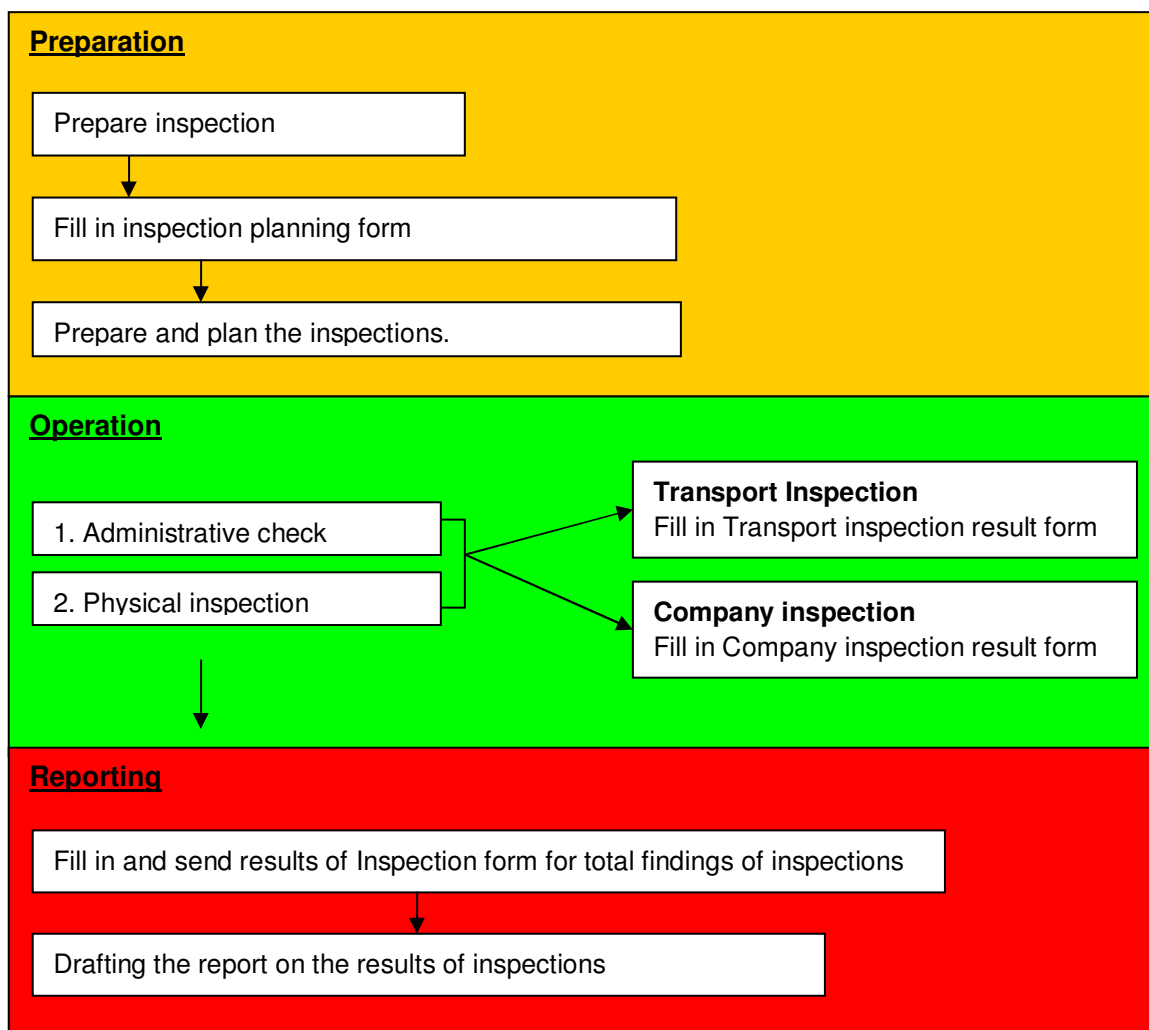 Preparation
Prepare inspection
Fill in inspection planning form
Prepare and plan the inspections.
Operation
1. Administrative check
2. Physical inspection
Transport Inspection
Fill in Transport inspection result form
Company inspection
Fill in Company inspection result form
Reporting
Fill in and send results of Inspection form for total findings of inspections
Drafting the report on the results of inspections